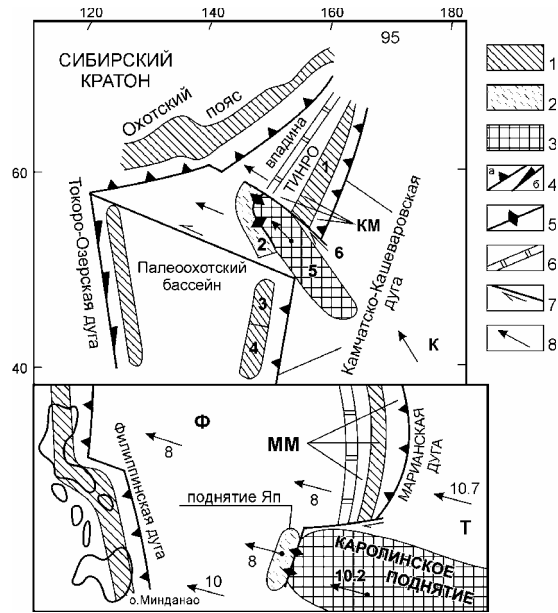 120 140 160 180
95
СИБИРСКИЙ
КРАТОН
Охотский пояс
1
2
3
а б 4
5
6
7
8
60
40
впадина
ТИНРО
1
КМ
2
5
6
3
4
Токоро-Озерская дуга
Палеоохотский
бассейн
Камчатско-Кашеваровская
дуга
К
Филиппинская дуга
Ф
8
ММ
8
МАРИАНСКАЯ
ДУГА
10.7
Т
поднятие Яп
8
КАРОЛИНСКОЕ
ПОДНЯТИЕ
10.2
10
о.Минданао